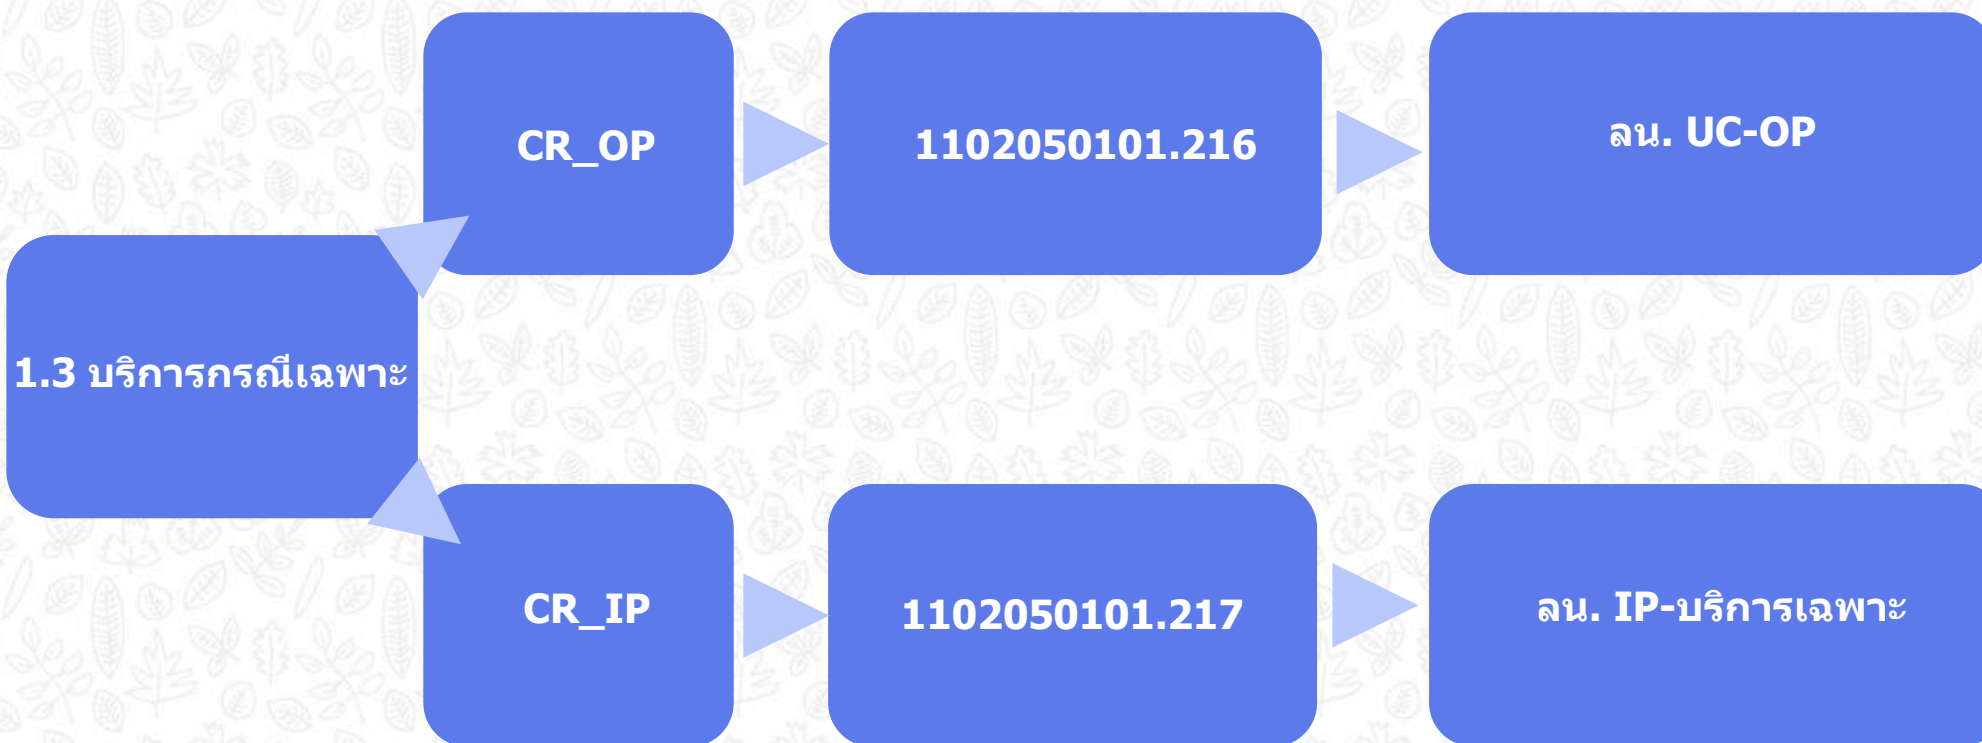 CR_OP
1102050101.216
ลน. UC-OP
1.3 บริการกรณีเฉพาะ
CR_IP
1102050101.217
ลน. IP-บริการเฉพาะ